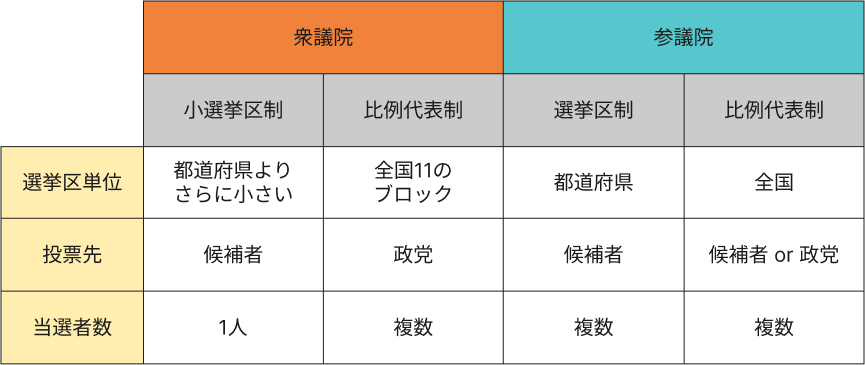 衆議院 参議院
小選挙区制 比例代表制 選挙区制 比例代表制
選挙区単位 都道府県より さらに小さい 全国11の ブロック 都道府県 全国
投票先 候補者 政党 候補者 候補者 or 政党
当選者数 1人 複数 複数 複数